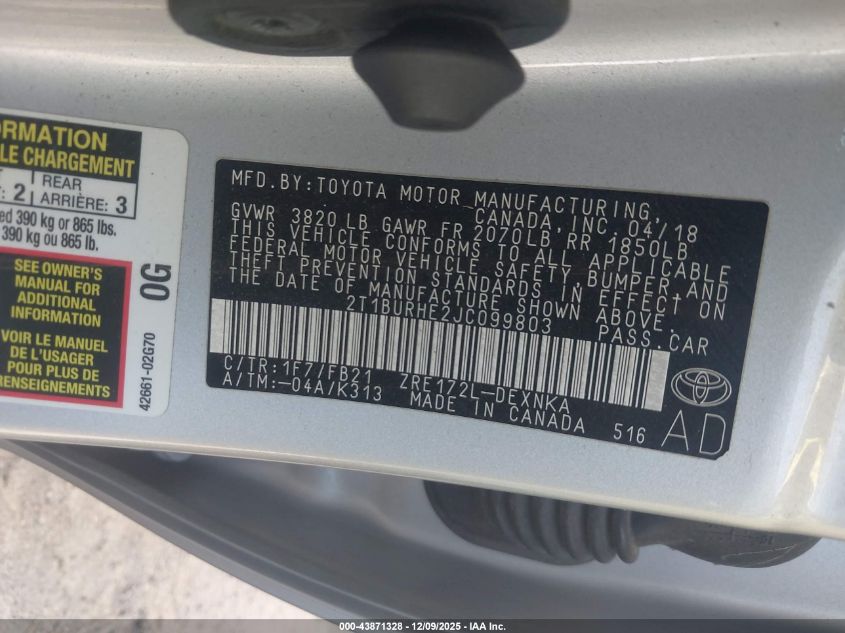 ORMATION
LE CHARGEMENT
: 2
REAR
ARRIÈRE: 3
ed 390 kg or 865 lbs.
390 kg ou 865 lb.
SEE OWNER'S
MANUAL FOR
ADDITIONAL
INFORMATION
VOIR LE MANUEL
DE L'USAGER
POUR PLUS DE
RENSEIGNEMENTS
0G
42661-02G70
MFD. BY: TOYOTA MOTOR MANUFACTURING,
CANADA, INC. 04/18
GVWR 3820 LB GAWR FR 2070LB RR 1850LB
THIS VEHICLE CONFORMS TO ALL APPLICABLE
FEDERAL MOTOR VEHICLE SAFETY, BUMPER AND
THEFT PREVENTION STANDARDS IN EFFECT ON
THE DATE OF MANUFACTURE SHOWN ABOVE.
2T1BURHE2JC099803 PASS. CAR
C/TR: 1F7/FB21 ZRE172L-DEXNKA
A/TM: -04A/K313 MADE IN CANADA 516
AD
000-43871328 - 12/09/2025 - IAA Inc.